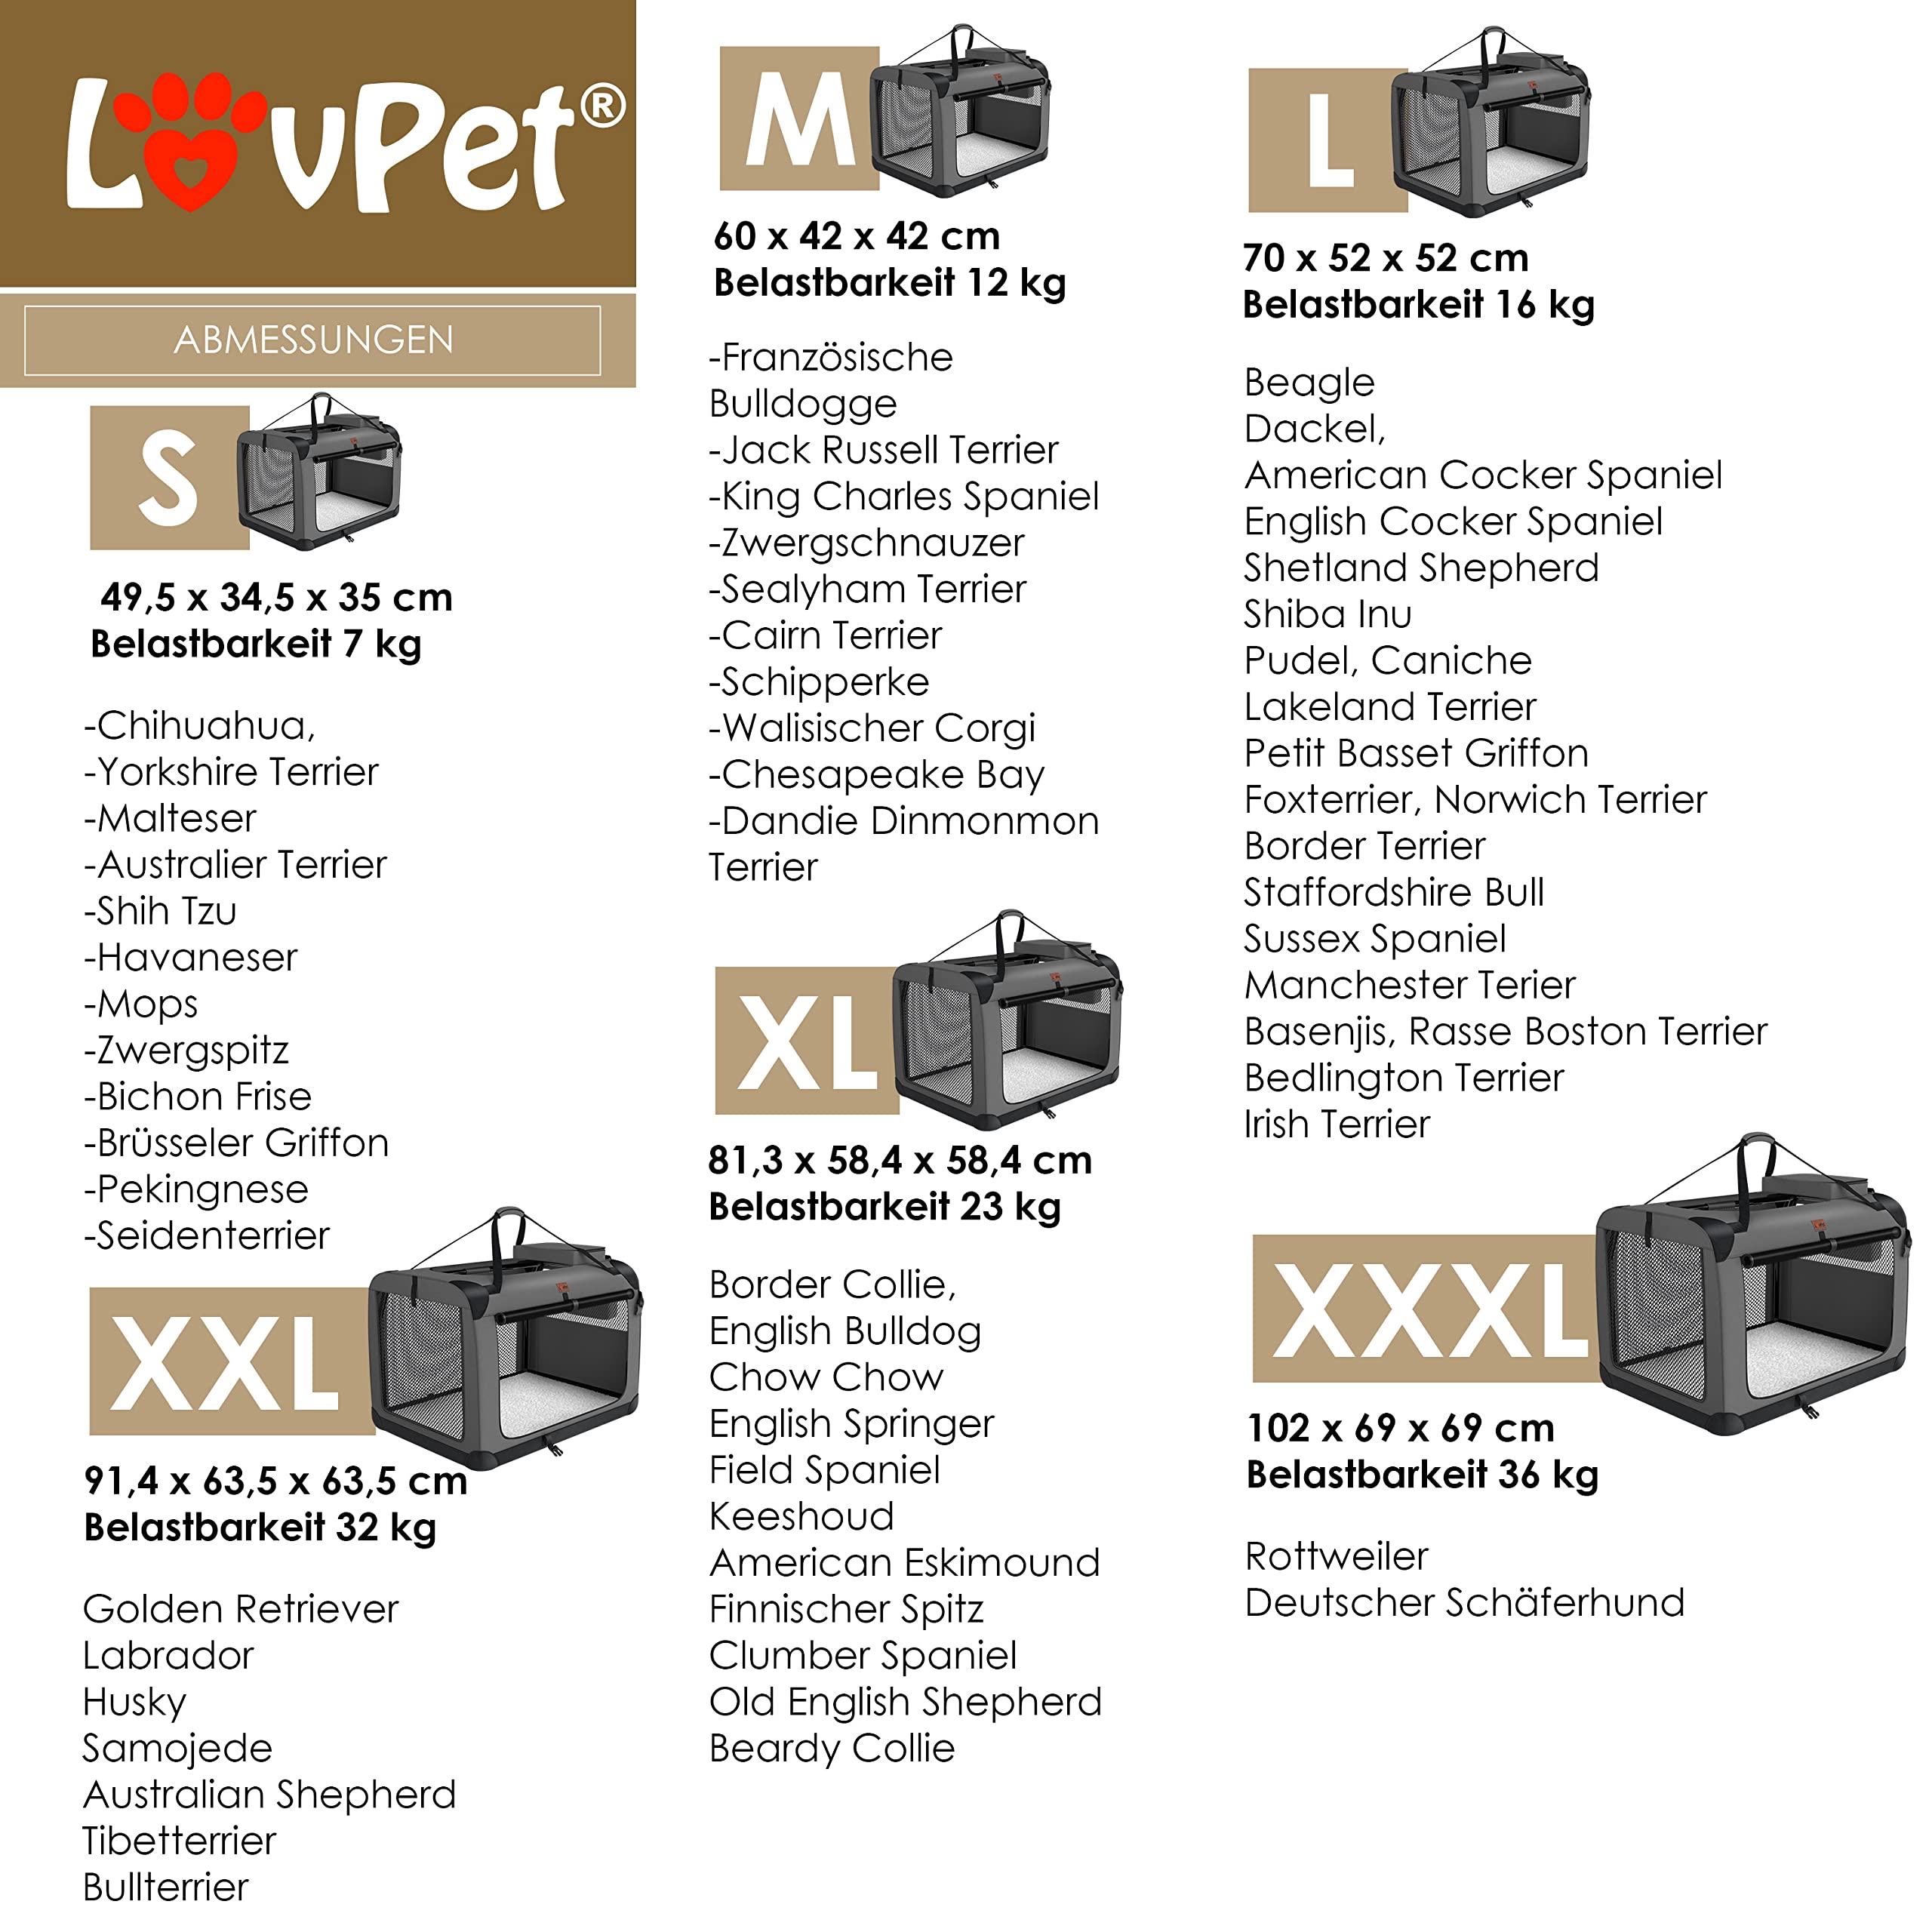 LovPet®
ABMESSUNGEN
S
49,5 x 34,5 x 35 cm
Belastbarkeit 7 kg
-Chihuahua,
-Yorkshire Terrier
-Malteser
-Australier Terrier
-Shih Tzu
-Havaneser
-Mops
-Zwergspitz
-Bichon Frise
-Brüsseler Griffon
-Pekingnese
-Seidenterrier
XXL
91,4 x 63,5 x 63,5 cm
Belastbarkeit 32 kg
Golden Retriever
Labrador
Husky
Samojede
Australian Shepherd
Tibetterrier
Bullterrier
M
60 x 42 x 42 cm
Belastbarkeit 12 kg
-Französische
Bulldogge
-Jack Russell Terrier
-King Charles Spaniel
-Zwergschnauzer
-Sealyham Terrier
-Cairn Terrier
-Schipperke
-Walisischer Corgi
-Chesapeake Bay
-Dandie Dinmonmon
Terrier
XL
81,3 x 58,4 x 58,4 cm
Belastbarkeit 23 kg
Border Collie,
English Bulldog
Chow Chow
English Springer
Field Spaniel
Keeshoud
American Eskimound
Finnischer Spitz
Clumber Spaniel
Old English Shepherd
Beardy Collie
L
70 x 52 x 52 cm
Belastbarkeit 16 kg
Beagle
Dackel,
American Cocker Spaniel
English Cocker Spaniel
Shetland Shepherd
Shiba Inu
Pudel, Caniche
Lakeland Terrier
Petit Basset Griffon
Foxterrier, Norwich Terrier
Border Terrier
Staffordshire Bull
Sussex Spaniel
Manchester Terier
Basenjis, Rasse Boston Terrier
Bedlington Terrier
Irish Terrier
XXXL
102 x 69 x 69 cm
Belastbarkeit 36 kg
Rottweiler
Deutscher Schäferhund